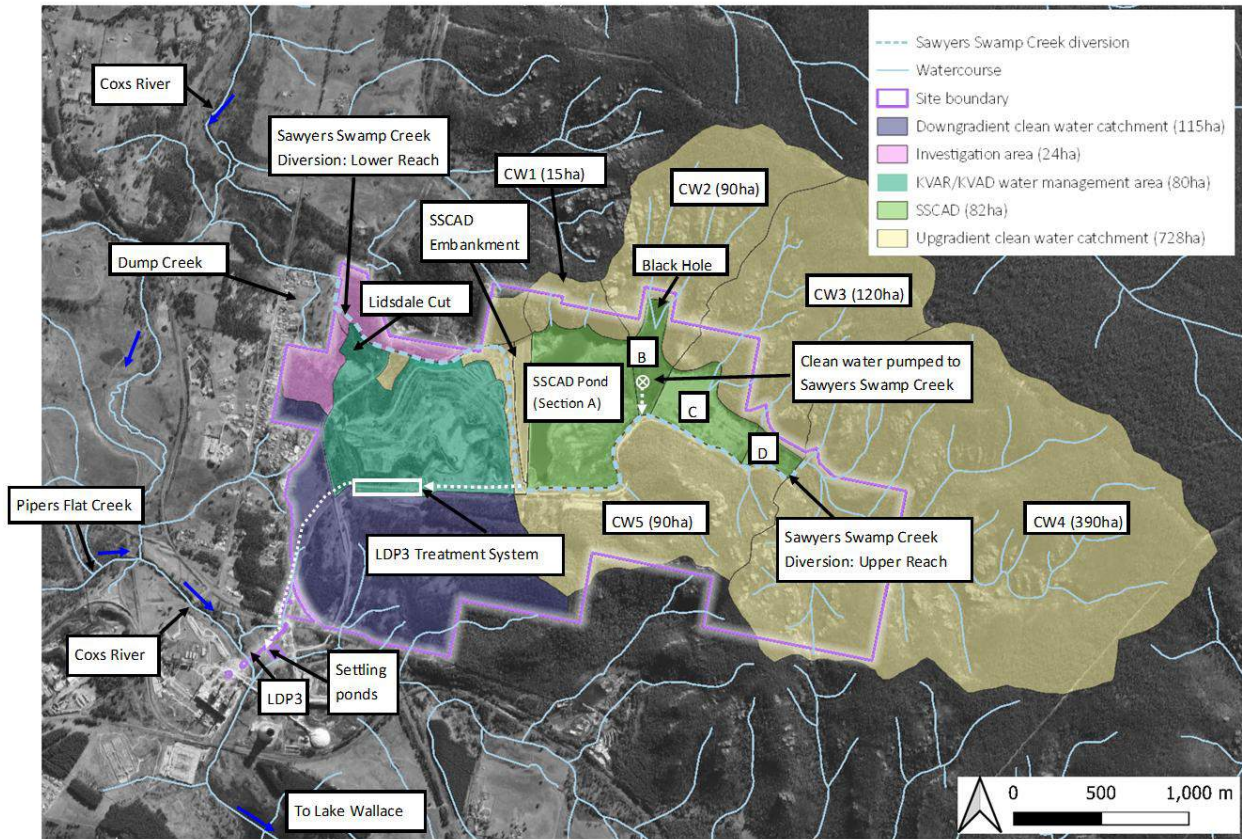 Coxs River
Sawyers Swamp Creek
Diversion: Lower Reach
CW1 (15ha)
CW2 (90ha)
SSCAD
Embankment
Black Hole
Dump Creek
Lidsdale Cut
CW3 (120ha)
B
Clean water pumped to
Sawyers Swamp Creek
SSCAD Pond
(Section A)
C
D
Pipers Flat Creek
CW5 (90ha)
CW4 (390ha)
LDP3 Treatment System
Sawyers Swamp Creek
Diversion: Upper Reach
Coxs River
LDP3
Settling
ponds
To Lake Wallace
Sawyers Swamp Creek diversion
Watercourse
Site boundary
Downgradient clean water catchment (115ha)
Investigation area (24ha)
KVAR/KVAD water management area (80ha)
SSCAD (82ha)
Upgradient clean water catchment (728ha)
0 500 1,000 m